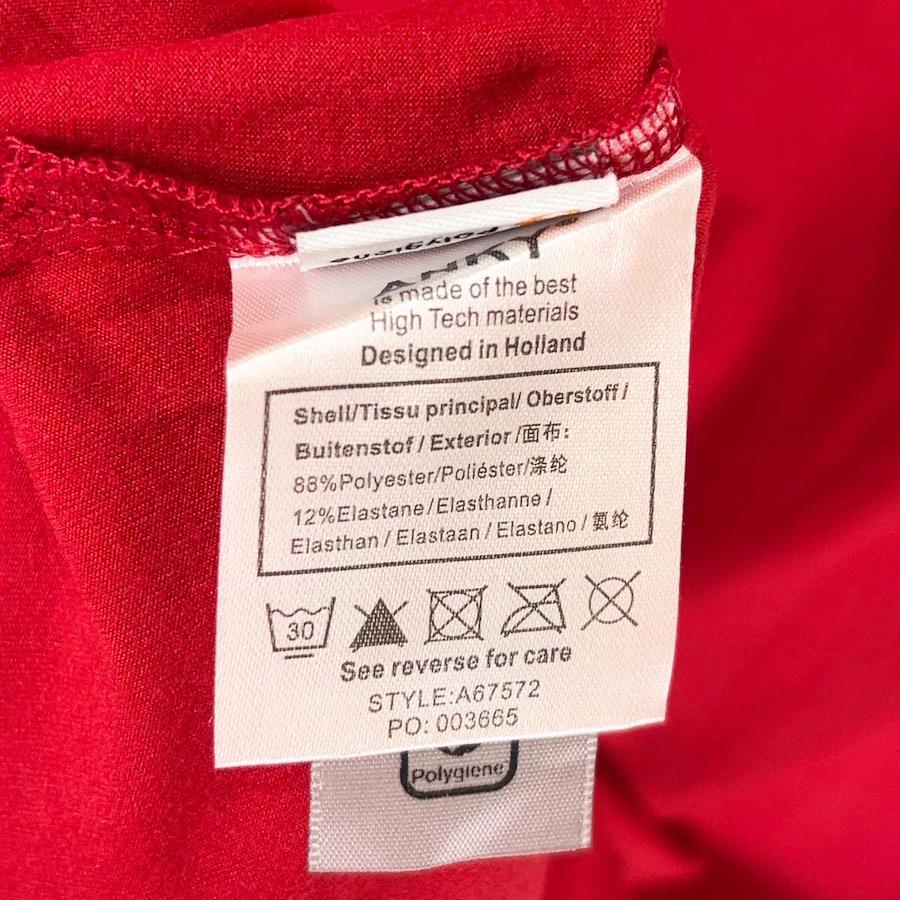 ANKY®
is made of the best
High Tech materials
Designed in Holland
Shell/Tissu principal/ Oberstoff /
Buitenstof / Exterior /面布:
88%Polyester/Poliéster/涤纶
12%Elastane/Elasthanne /
Elasthan / Elastaan / Elastano / 氨纶
30
See reverse for care
STYLE:A67572
PO: 003665
Polygiene